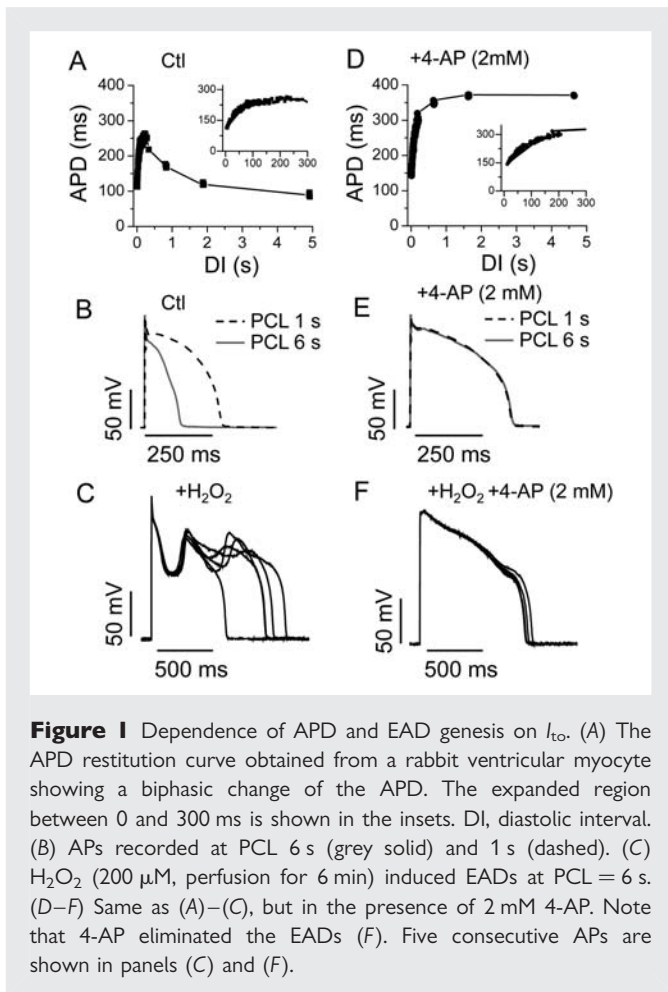 A
Ctl
APD (ms)
400
300
200
100
0
300
225
150
0 100 200 300
0 1 2 3 4 5
DI (s)
D
+4-AP (2mM)
APD (ms)
400
300
200
100
0
300
150
0 100 200 300
0 1 2 3 4 5
DI (s)
B
Ctl
PCL 1 s
PCL 6 s
50 mV
250 ms
E
+4-AP (2 mM)
PCL 1 s
PCL 6 s
50 mV
250 ms
C
+H₂O₂
50 mV
500 ms
F
+H₂O₂ +4-AP (2 mM)
50 mV
500 ms
Figure 1 Dependence of APD and EAD genesis on Ito. (A) The
APD restitution curve obtained from a rabbit ventricular myocyte
showing a biphasic change of the APD. The expanded region
between 0 and 300 ms is shown in the insets. DI, diastolic interval.
(B) APs recorded at PCL 6 s (grey solid) and 1 s (dashed). (C)
H₂O₂ (200 μM, perfusion for 6 min) induced EADs at PCL = 6 s.
(D–F) Same as (A)–(C), but in the presence of 2 mM 4-AP. Note
that 4-AP eliminated the EADs (F). Five consecutive APs are
shown in panels (C) and (F).